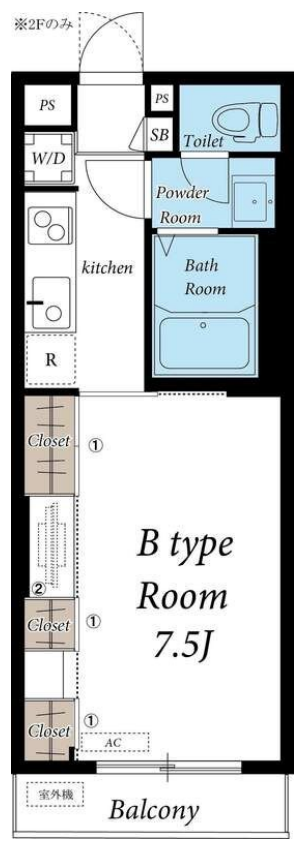 ※2Fのみ
PS
PS
SB
Toilet
W/D
Powder
Room
kitchen
Bath
Room
R
Closet
①
B type
Room
7.5J
②
Closet
①
Closet
①
AC
室外機
Balcony